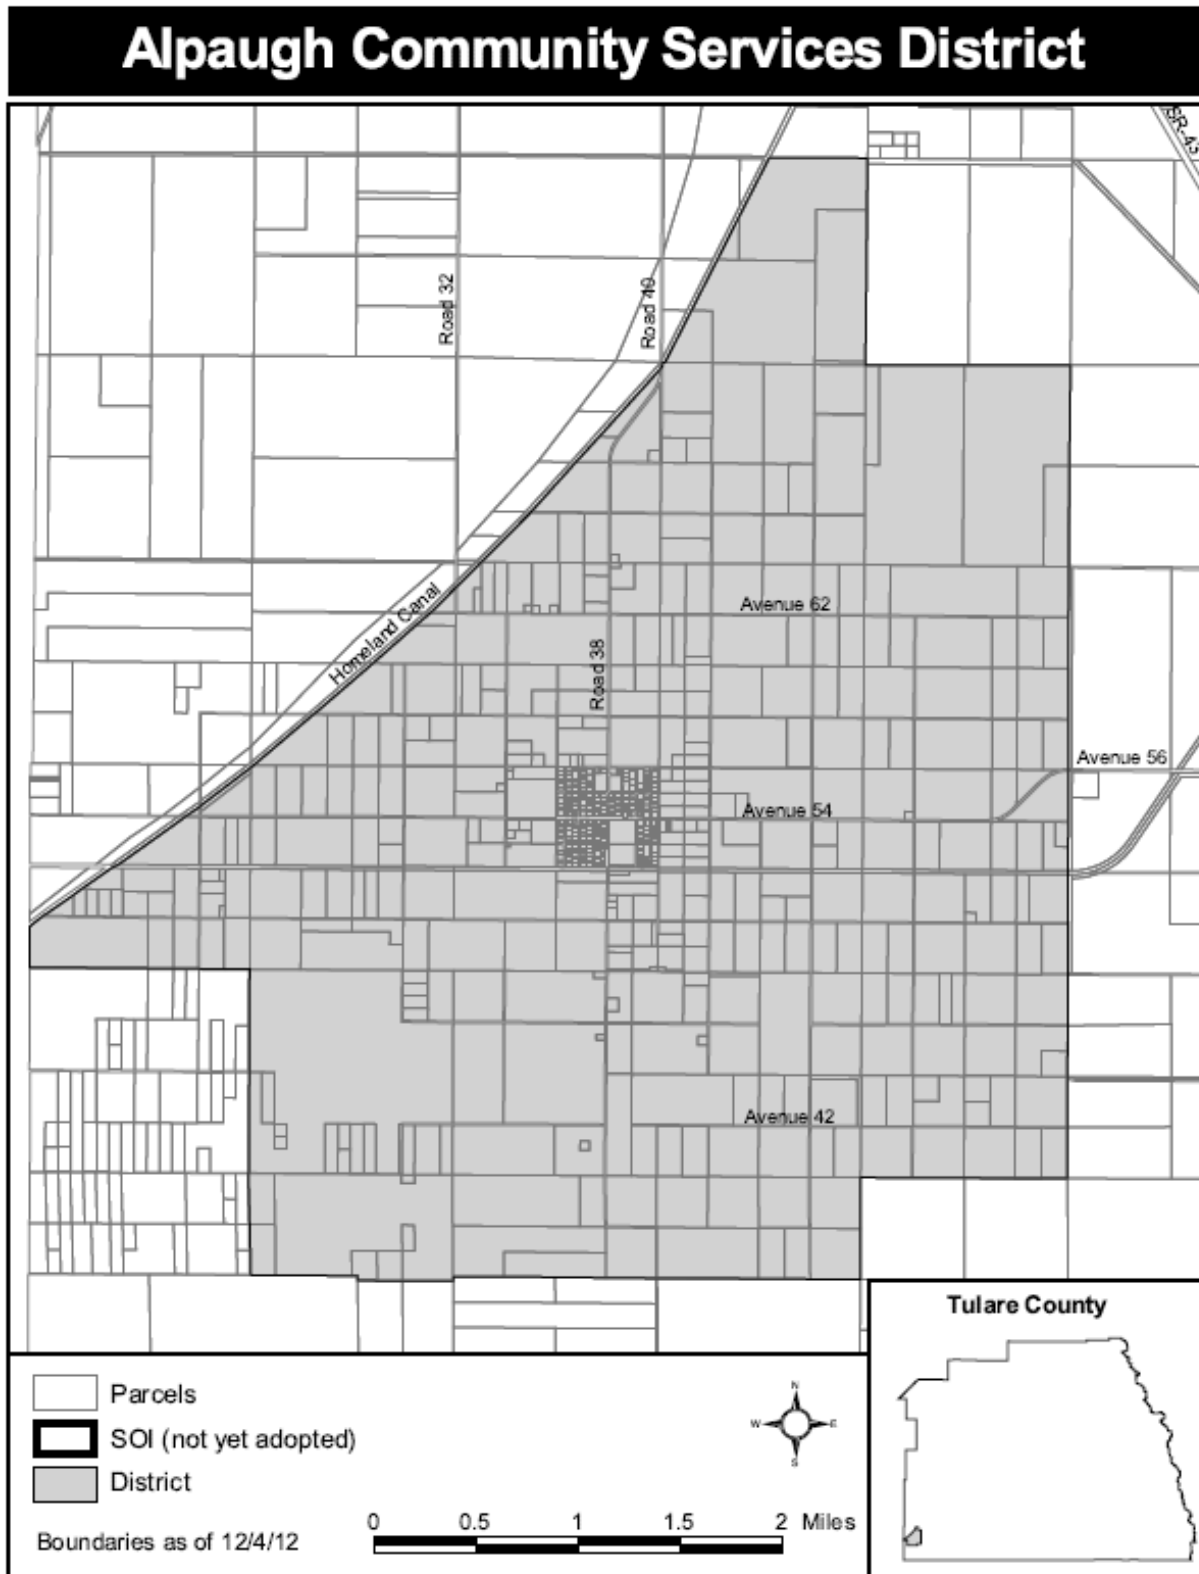 Alpaugh Community Services District
SR-43
Road 32
Road 40
Homeland Canal
Avenue 62
Road 38
Avenue 56
Avenue 54
Avenue 42
Tulare County
Parcels
SOI (not yet adopted)
District
N
W E
S
Boundaries as of 12/4/12
0 0.5 1 1.5 2 Miles